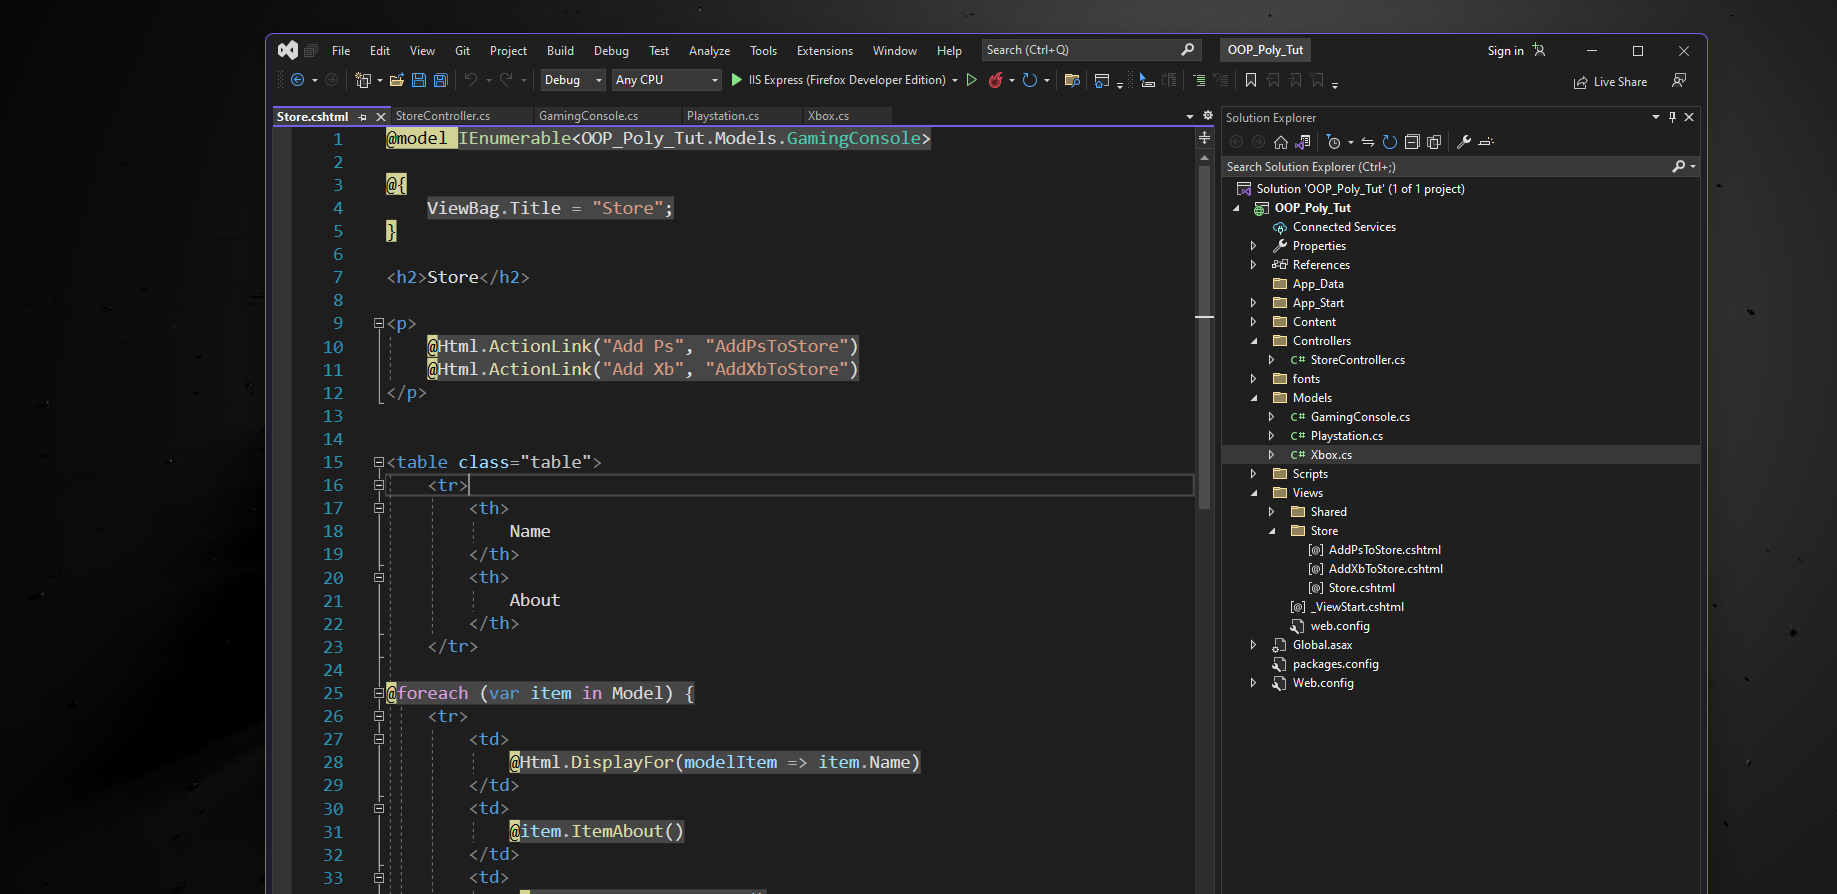 File Edit View Git Project Build Debug Test Analyze Tools Extensions Window Help Search (Ctrl+Q) OOP_Poly_Tut Sign in
Debug Any CPU IIS Express (Firefox Developer Edition) Live Share
Store.cshtml StoreController.cs GamingConsole.cs Playstation.cs Xbox.cs
1 @model IEnumerable<OOP_Poly_Tut.Models.GamingConsole>
2
3 @{
4 ViewBag.Title = "Store";
5 }
6
7 <h2>Store</h2>
8
9 <p>
10 @Html.ActionLink("Add Ps", "AddPsToStore")
11 @Html.ActionLink("Add Xb", "AddXbToStore")
12 </p>
13
14
15 <table class="table">
16 <tr>
17 <th>
18 Name
19 </th>
20 <th>
21 About
22 </th>
23 </tr>
24
25 @foreach (var item in Model) {
26 <tr>
27 <td>
28 @Html.DisplayFor(modelItem => item.Name)
29 </td>
30 <td>
31 @item.ItemAbout()
32 </td>
33 <td>
Solution Explorer
Search Solution Explorer (Ctrl+;)
Solution 'OOP_Poly_Tut' (1 of 1 project)
OOP_Poly_Tut
Connected Services
Properties
References
App_Data
App_Start
Content
Controllers
C# StoreController.cs
fonts
Models
C# GamingConsole.cs
C# Playstation.cs
C# Xbox.cs
Scripts
Views
Shared
Store
[@] AddPsToStore.cshtml
[@] AddXbToStore.cshtml
[@] Store.cshtml
[@] _ViewStart.cshtml
web.config
Global.asax
packages.config
Web.config